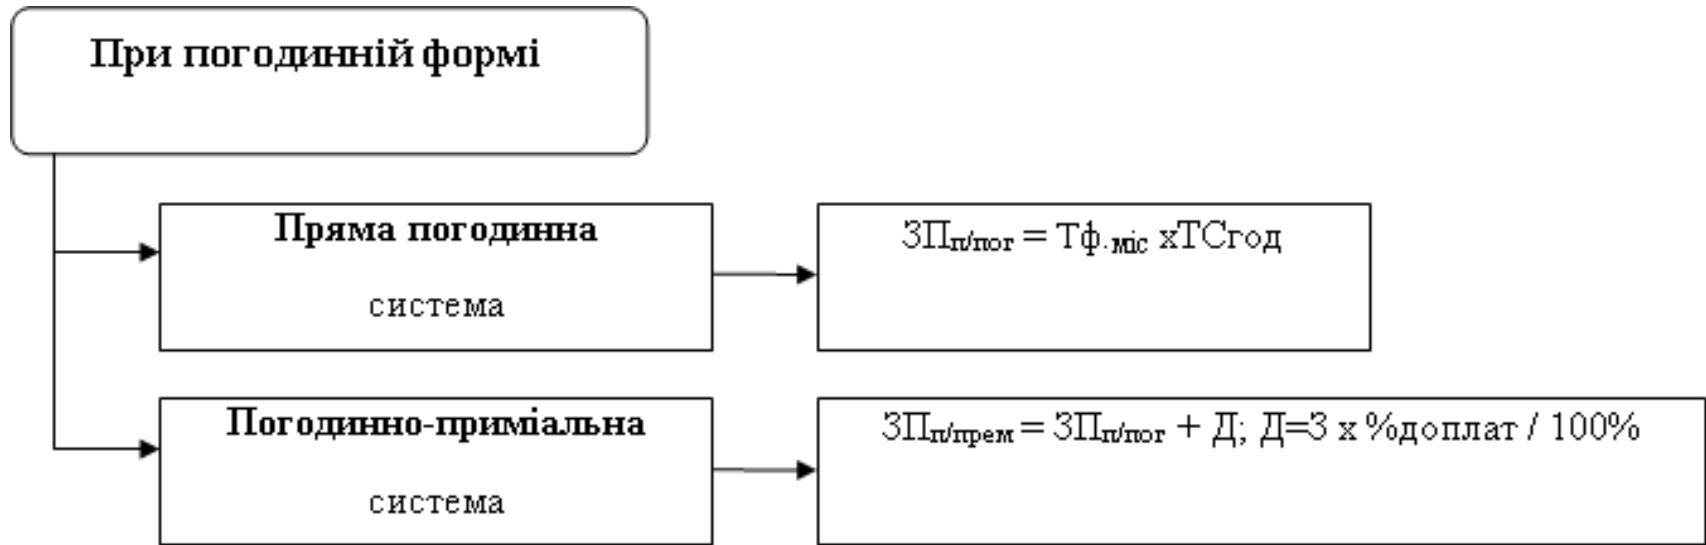 При погодинній формі
Пряма погодинна
система
ЗПп/пог = Тф.міс хТСгод
Погодинно-приміальна
система
ЗПп/прем = ЗПп/пог + Д; Д=З х %доплат / 100%